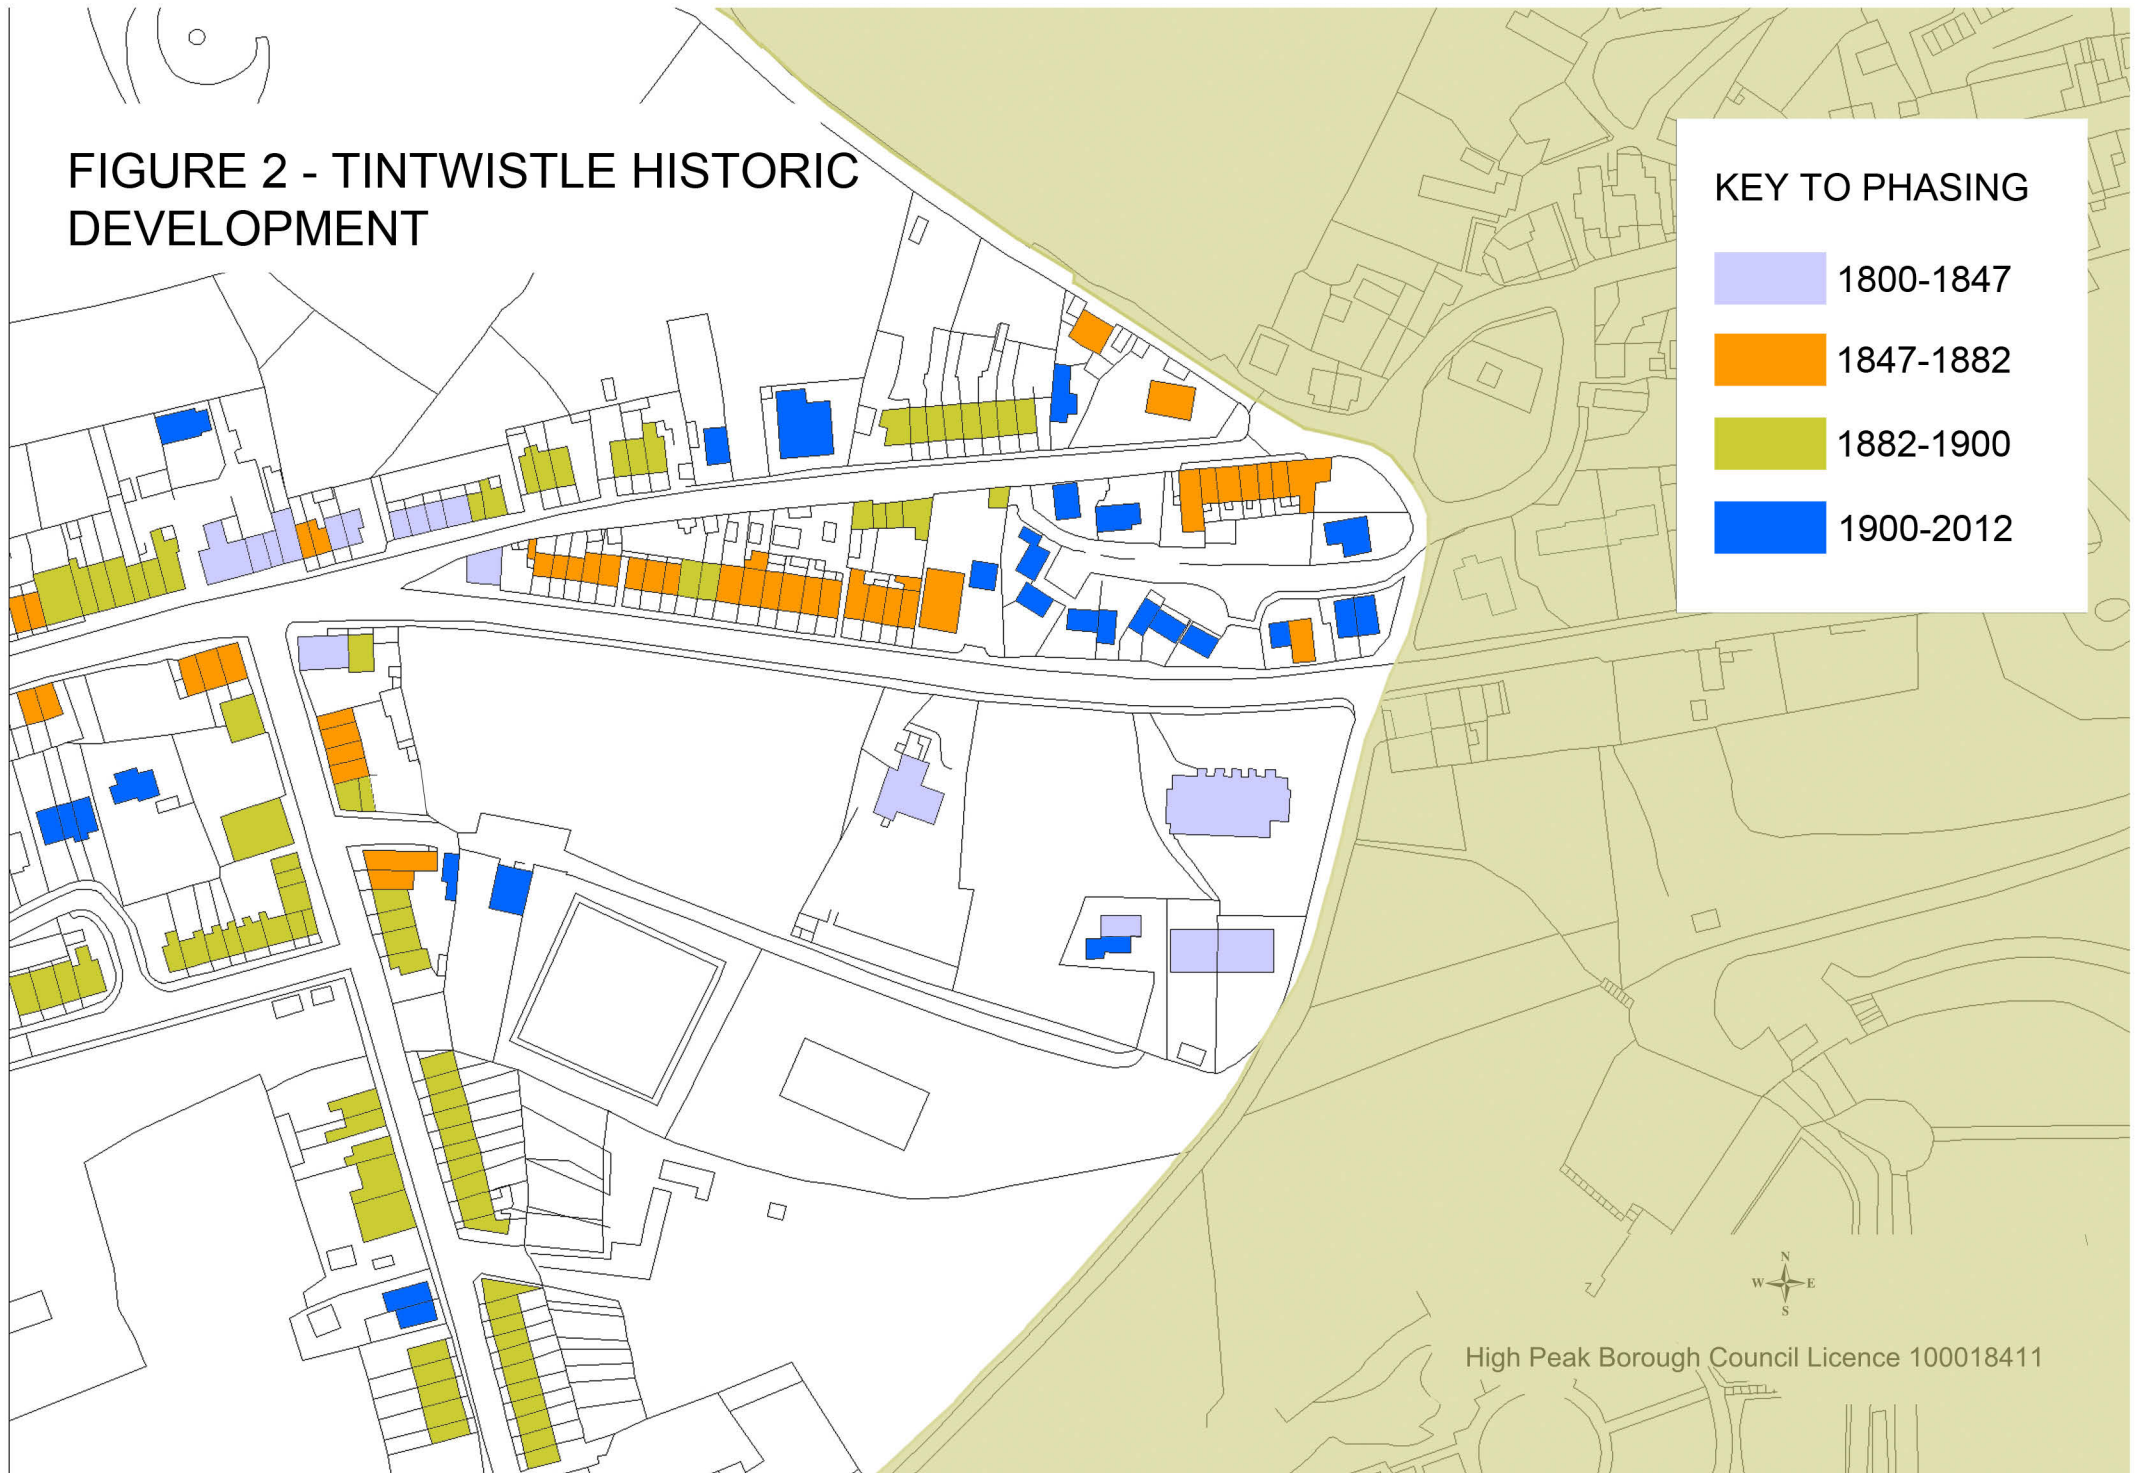 FIGURE 2 - TINTWISTLE HISTORIC
DEVELOPMENT
KEY TO PHASING
1800-1847
1847-1882
1882-1900
1900-2012
N
W E
S
High Peak Borough Council Licence 100018411